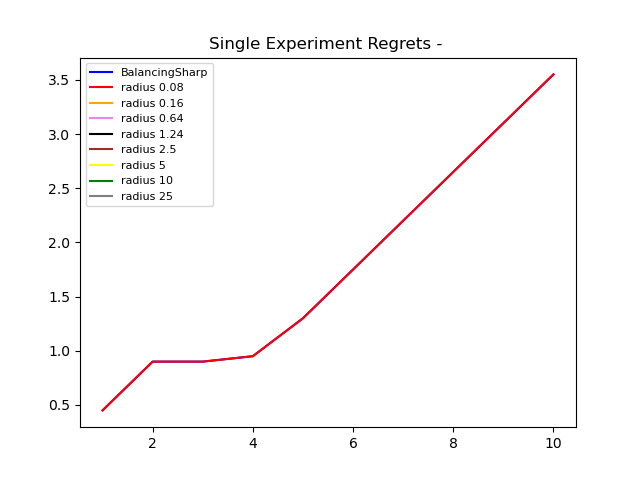 Single Experiment Regrets -
BalancingSharp
radius 0.08
radius 0.16
radius 0.64
radius 1.24
radius 2.5
radius 5
radius 10
radius 25
3.5
3.0
2.5
2.0
1.5
1.0
0.5
2 4 6 8 10